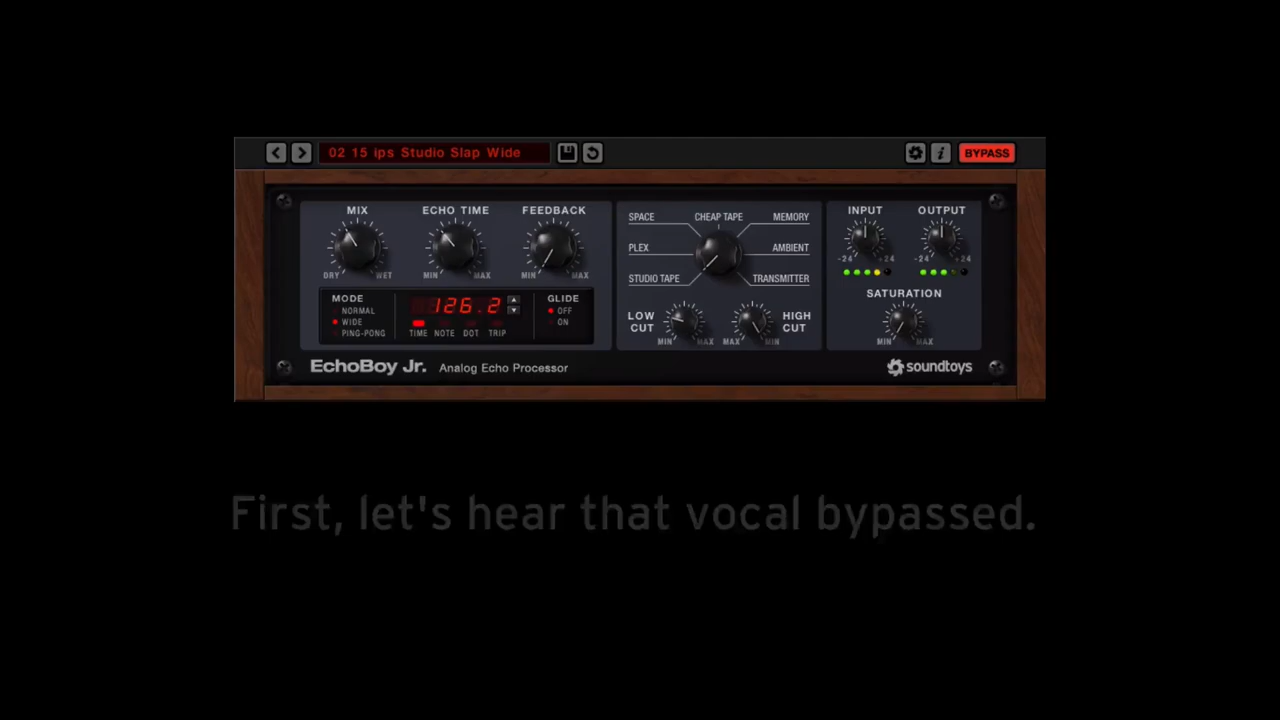 02 15 ips Studio Slap Wide
i
BYPASS
MIX
ECHO TIME
FEEDBACK
DRY
WET
MIN
MAX
MIN
MAX
MODE
NORMAL
WIDE
PING-PONG
126.2
TIME
NOTE
DOT
TRIP
GLIDE
OFF
ON
SPACE
CHEAP TAPE
MEMORY
PLEX
AMBIENT
STUDIO TAPE
TRANSMITTER
LOW
CUT
MIN
MAX
HIGH
CUT
MAX
MIN
INPUT
OUTPUT
-24
24
-24
24
SATURATION
MIN
MAX
EchoBoy Jr.
Analog Echo Processor
soundtoys
First, let's hear that vocal bypassed.